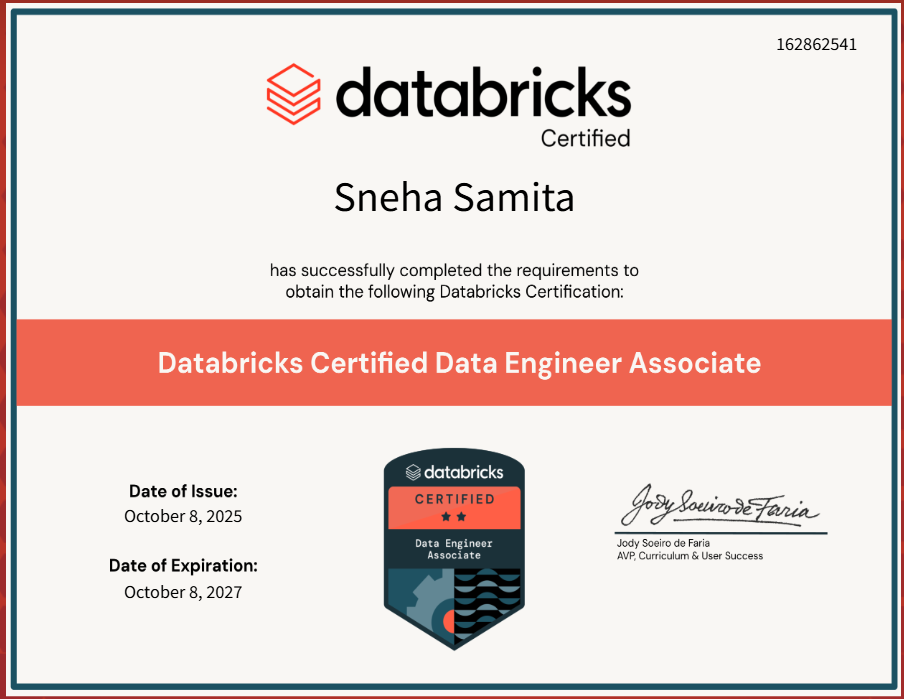 162862541
databricks
Certified
Sneha Samita
has successfully completed the requirements to
obtain the following Databricks Certification:
Databricks Certified Data Engineer Associate
Date of Issue:
October 8, 2025
Date of Expiration:
October 8, 2027
databricks
CERTIFIED
Data Engineer
Associate
Jody Soeiro de Faria
Jody Soeiro de Faria
AVP, Curriculum & User Success